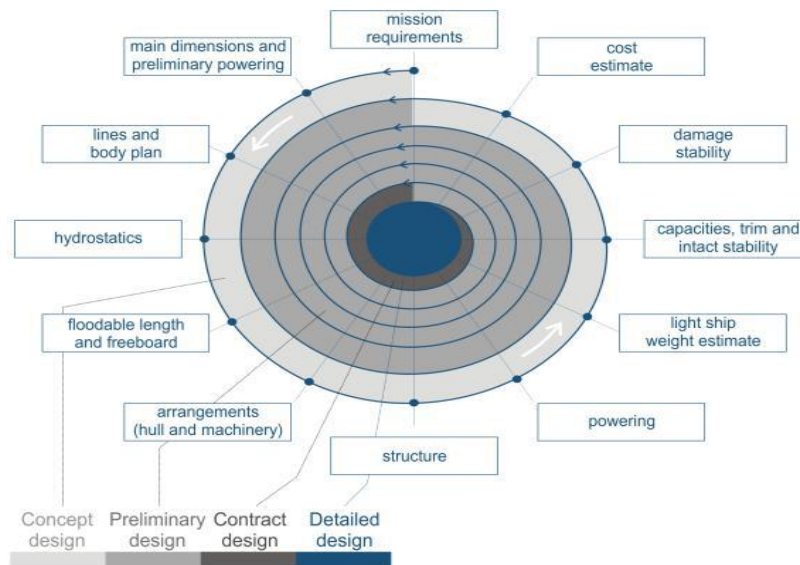 mission
requirements
main dimensions and
preliminary powering
cost
estimate
lines and
body plan
damage
stability
hydrostatics
capacities, trim and
intact stability
floodable length
and freeboard
light ship
weight estimate
arrangements
(hull and machinery)
powering
structure
Concept
design
Preliminary
design
Contract
design
Detailed
design